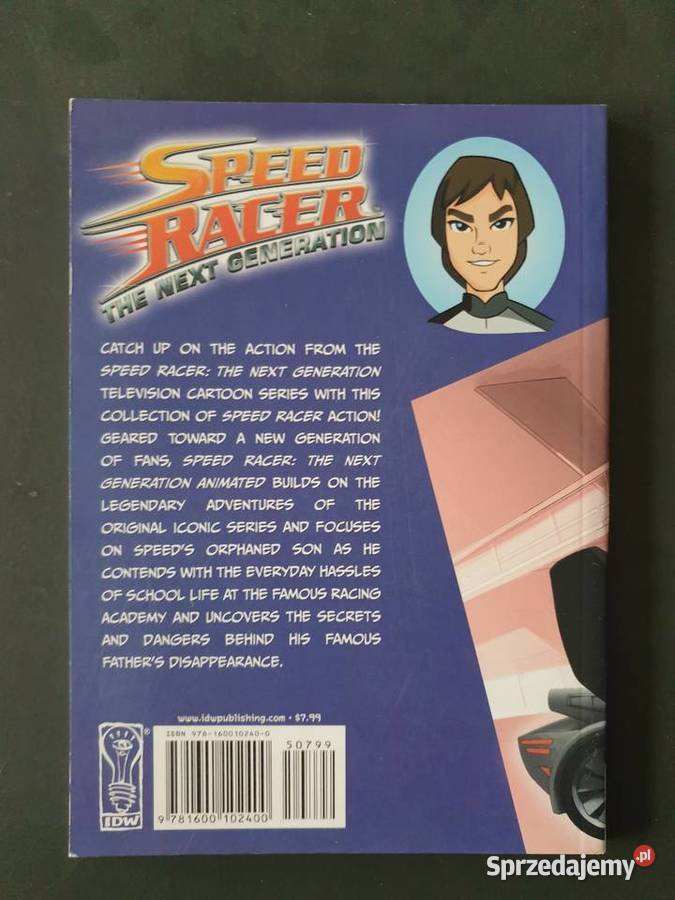 SPEED
RACER
THE NEXT GENERATION
CATCH UP ON THE ACTION FROM THE
SPEED RACER: THE NEXT GENERATION
TELEVISION CARTOON SERIES WITH THIS
COLLECTION OF SPEED RACER ACTION!
GEARED TOWARD A NEW GENERATION
OF FANS, SPEED RACER: THE NEXT
GENERATION ANIMATED BUILDS ON THE
LEGENDARY ADVENTURES OF THE
ORIGINAL ICONIC SERIES AND FOCUSES
ON SPEED'S ORPHANED SON AS HE
CONTENDS WITH THE EVERYDAY HASSLES
OF SCHOOL LIFE AT THE FAMOUS RACING
ACADEMY AND UNCOVERS THE SECRETS
AND DANGERS BEHIND HIS FAMOUS
FATHER'S DISAPPEARANCE.
www.idwpublishing.com • $7.99
ISBN 978-160010240-0
50799
9 781600 102400
IDW
®
Sprzedajemy.pl